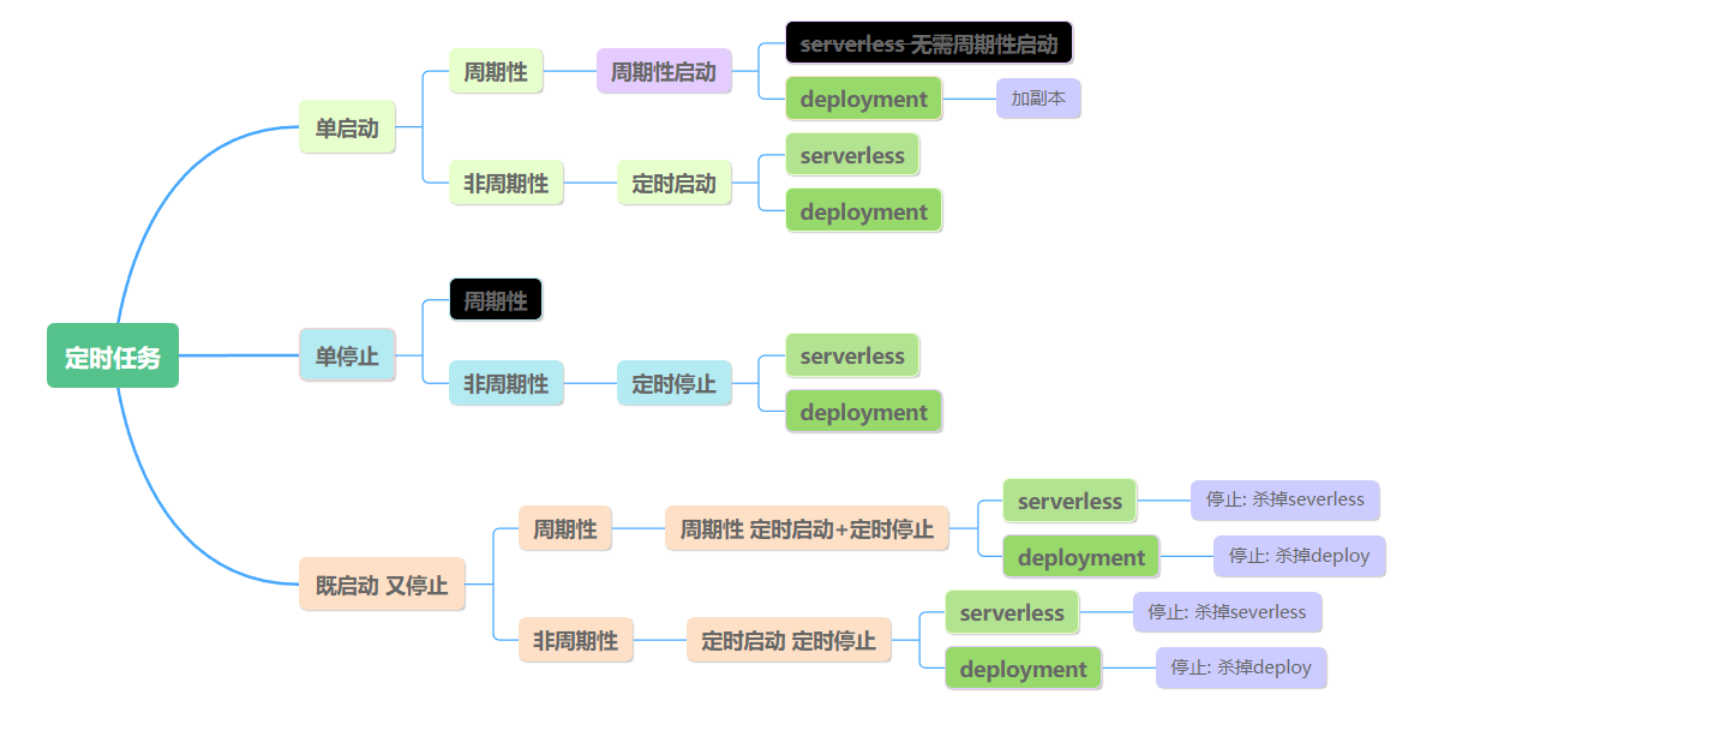 定时任务
单启动
周期性
周期性启动
serverless 无需周期性启动
deployment
加副本
非周期性
定时启动
serverless
deployment
单停止
周期性
非周期性
定时停止
serverless
deployment
既启动 又停止
周期性
周期性 定时启动+定时停止
serverless
停止: 杀掉severless
deployment
停止: 杀掉deploy
非周期性
定时启动 定时停止
serverless
停止: 杀掉severless
deployment
停止: 杀掉deploy